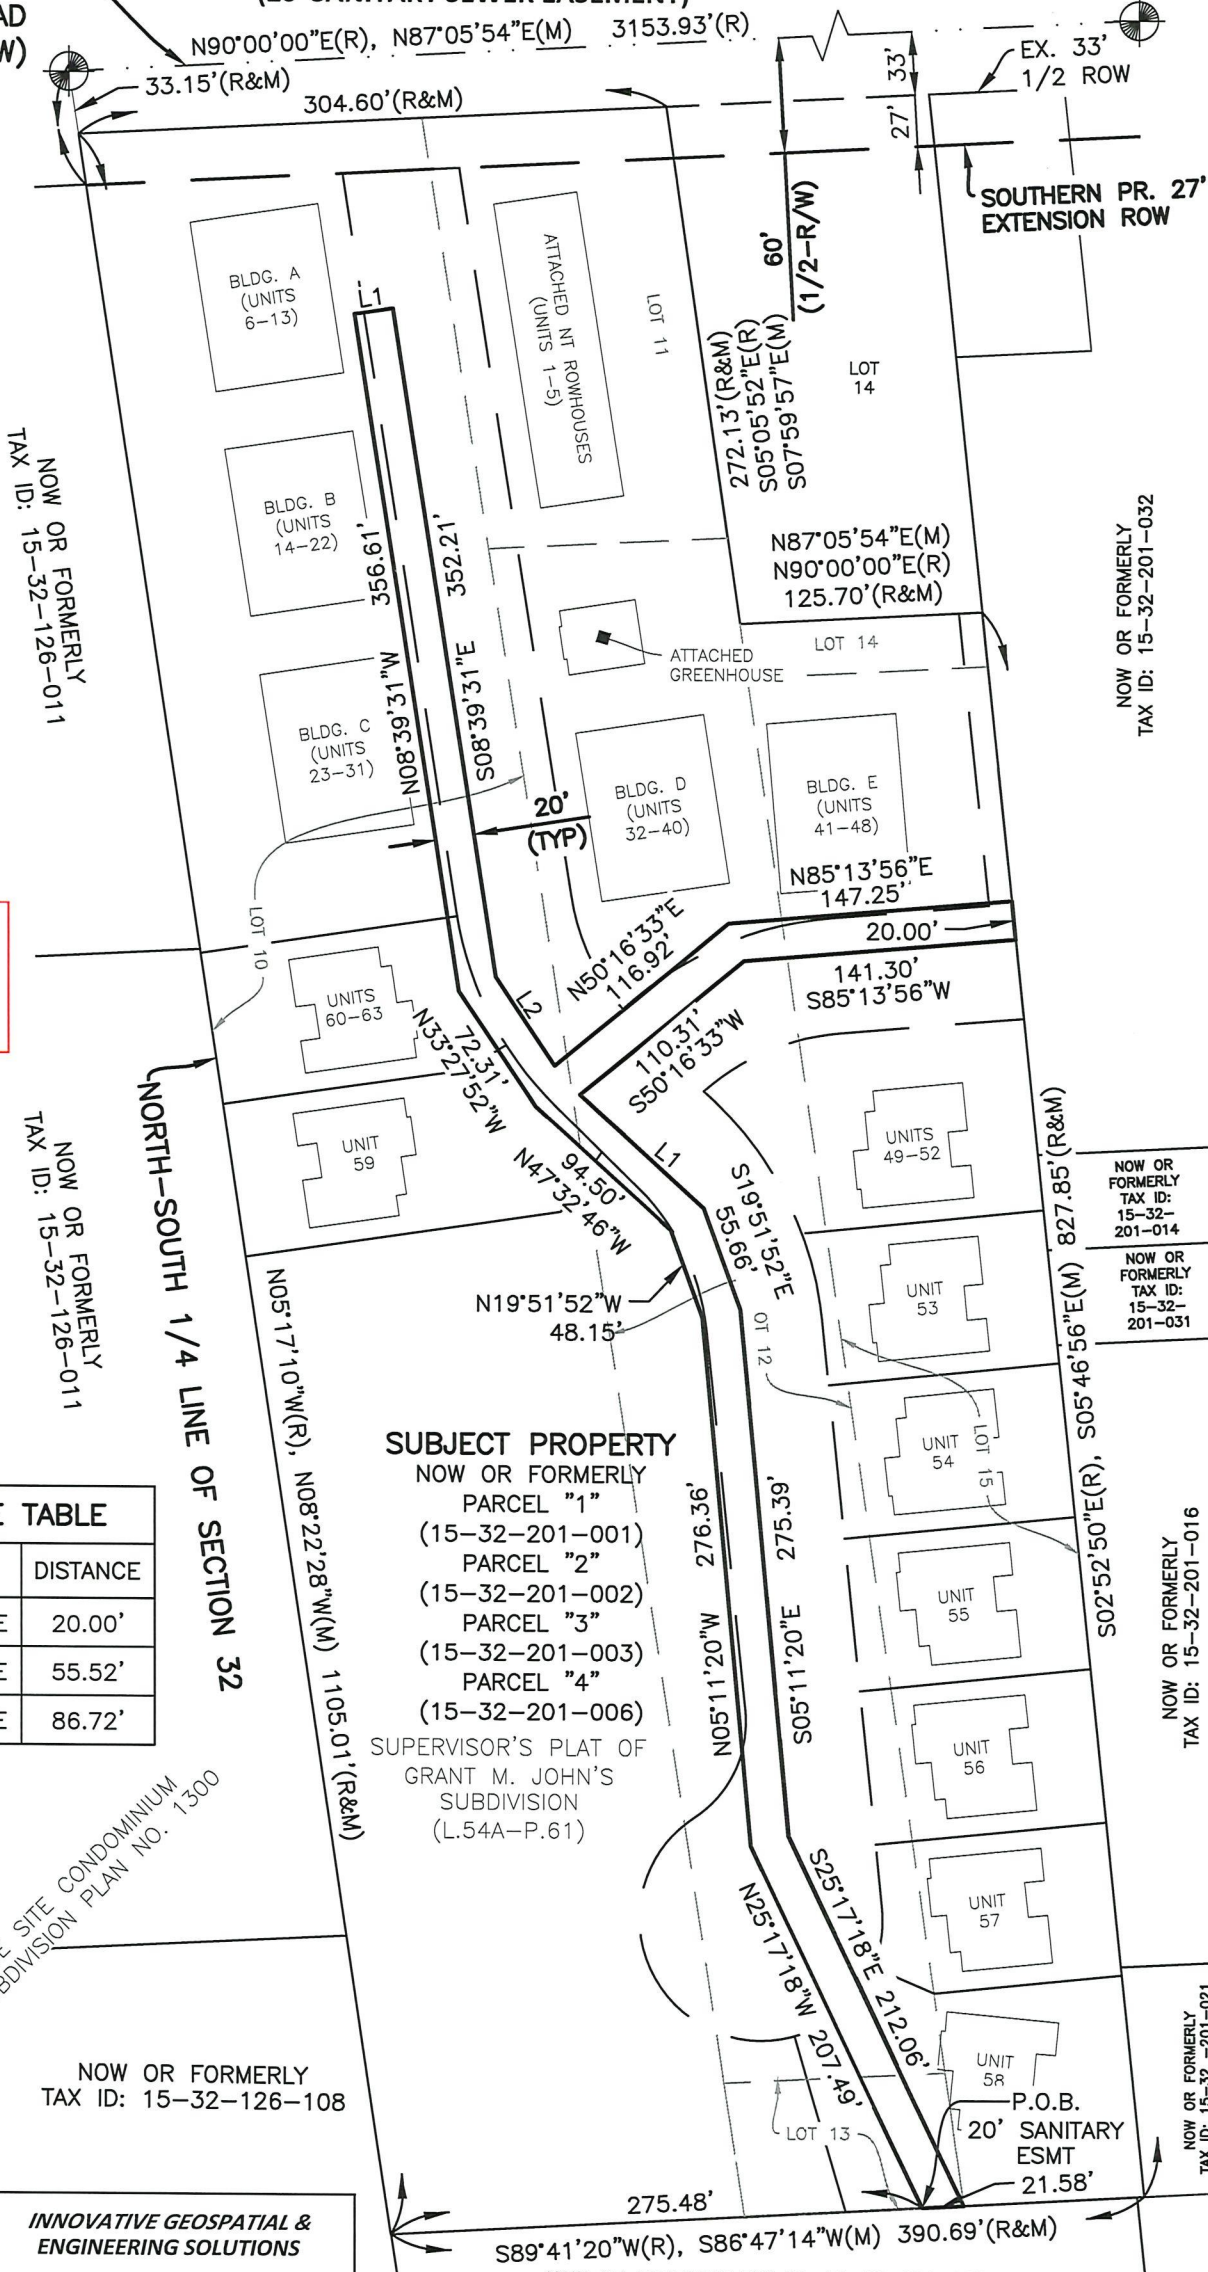 AD
W)
N90°00'00"E(R), N87°05'54"E(M) 3153.93'(R)
33.15'(R&M)
304.60'(R&M)
33'
27'
EX. 33'
1/2 ROW
SOUTHERN PR. 27'
EXTENSION ROW
60'
(1/2-R/W)
BLDG. A
(UNITS
6-13)
L1
ATTACHED NT ROWHOUSES
(UNITS 1-5)
LOT 11
272.13'(R&M)
S05°05'52"E(R)
S07°59'57"E(M)
LOT
14
NOW OR FORMERLY
TAX ID: 15-32-126-011
BLDG. B
(UNITS
14-22)
356.61'
N08°39'31"W
352.21'
S08°39'31"E
N87°05'54"E(M)
N90°00'00"E(R)
125.70'(R&M)
NOW OR FORMERLY
TAX ID: 15-32-201-032
LOT 14
ATTACHED
GREENHOUSE
BLDG. C
(UNITS
23-31)
20'
(TYP)
BLDG. D
(UNITS
32-40)
BLDG. E
(UNITS
41-48)
N85°13'56"E
147.25'
20.00'
141.30'
S85°13'56"W
LOT 10
N50°16'33"E
116.92'
L2
UNITS
60-63
72.31'
N33°27'52"W
110.31'
S50°16'33"W
NORTH-SOUTH 1/4 LINE OF SECTION 32
UNIT
59
94.50'
N47°32'46"W
L1
UNITS
49-52
NOW OR FORMERLY
TAX ID: 15-32-126-011
S19°51'52"E
55.66'
N19°51'52"W
48.15'
NOW OR
FORMERLY
TAX ID:
15-32-
201-014
NOW OR
FORMERLY
TAX ID:
15-32-
201-031
UNIT
53
OT 12
S02°52'50"E(R), S05°46'56"E(M) 827.85'(R&M)
N05°17'10"W(R), N08°22'28"W(M) 1105.01'(R&M)
UNIT
54
LOT 15
SUBJECT PROPERTY
NOW OR FORMERLY
PARCEL "1"
(15-32-201-001)
PARCEL "2"
(15-32-201-002)
PARCEL "3"
(15-32-201-003)
PARCEL "4"
(15-32-201-006)
SUPERVISOR'S PLAT OF
GRANT M. JOHN'S
SUBDIVISION
(L.54A-P.61)
276.36'
N05°11'20"W
275.39'
S05°11'20"E
UNIT
55
NOW OR FORMERLY
TAX ID: 15-32-201-016
E TABLE
DISTANCE
E 20.00'
E 55.52'
E 86.72'
UNIT
56
E SITE CONDOMINIUM
BDIVISION PLAN NO. 1300
UNIT
57
N25°17'18"W 207.49'
S25°17'18"E 212.06'
UNIT
58
NOW OR FORMERLY
TAX ID: 15-32-126-108
LOT 13
P.O.B.
20' SANITARY
ESMT
21.58'
NOW OR FORMERLY
TAX ID: 15-32-201-021
275.48'
S89°41'20"W(R), S86°47'14"W(M) 390.69'(R&M)
INNOVATIVE GEOSPATIAL &
ENGINEERING SOLUTIONS